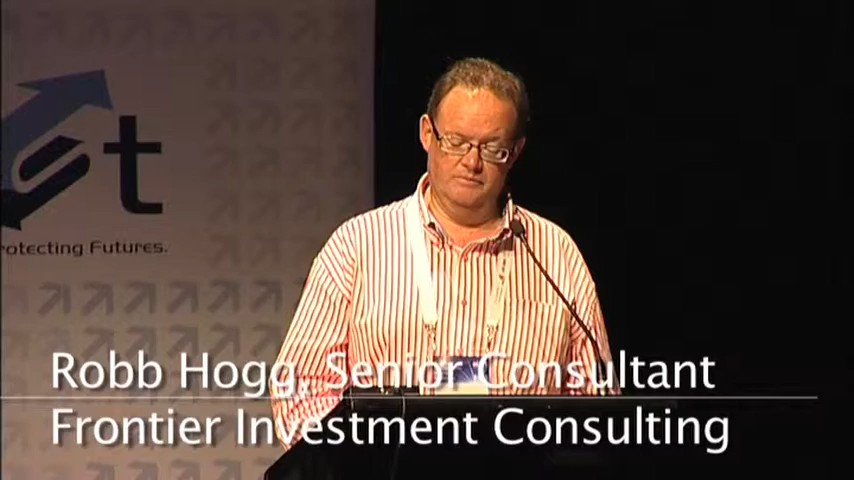 st
rotecting Futures.
Robb Hogg, Senior Consultant
Frontier Investment Consulting